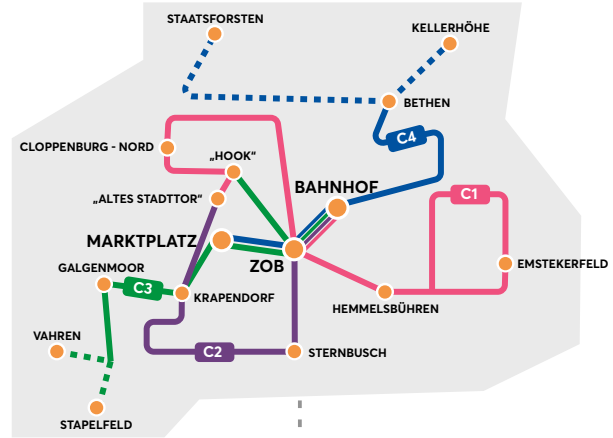 STAATSFORSTEN
KELLERHÖHE
BETHEN
C4
CLOPPENBURG - NORD
„HOOK“
BAHNHOF
C1
„ALTES STADTTOR“
MARKTPLATZ
ZOB
EMSTEKERFELD
GALGENMOOR
C3
KRAPENDORF
HEMMELSBÜHREN
VAHREN
C2
STERNBUSCH
STAPELFELD